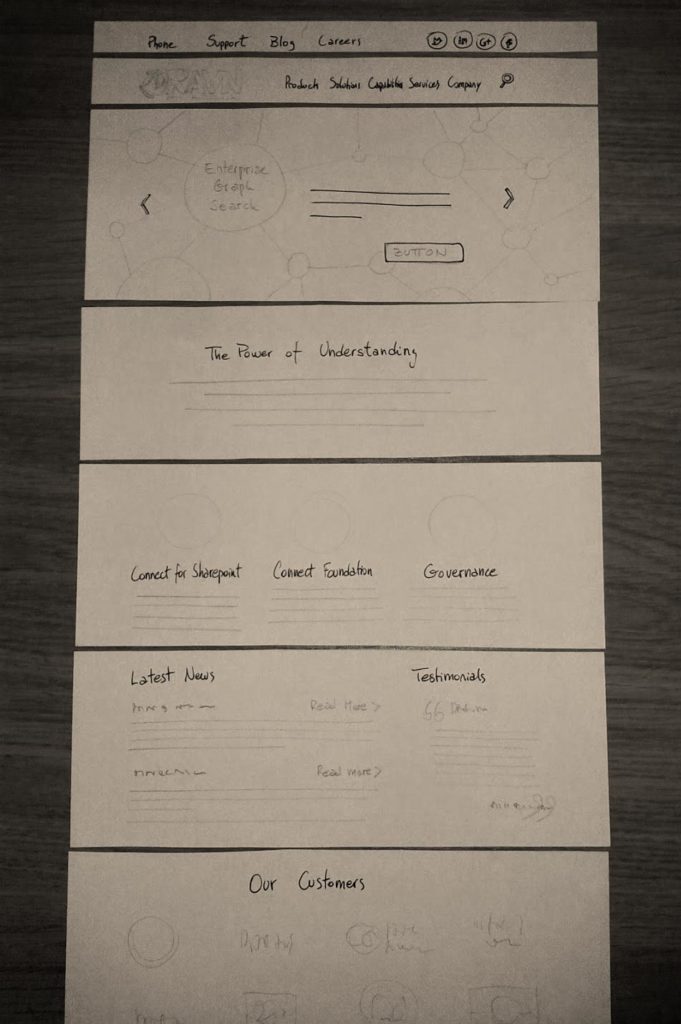 Phone Support Blog Careers in G+ f
Products Solutions Capabilities Services Company
Enterprise
Graph
Search
BUTTON
The Power of Understanding
Connect for Sharepoint Connect Foundation Governance
Latest News Testimonials
Read More >
Read more >
Our Customers